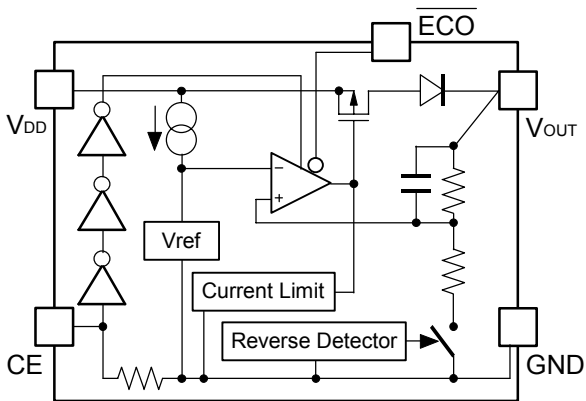 ECO
VDD
VOUT
−
+
Vref
Current Limit
Reverse Detector
CE
GND